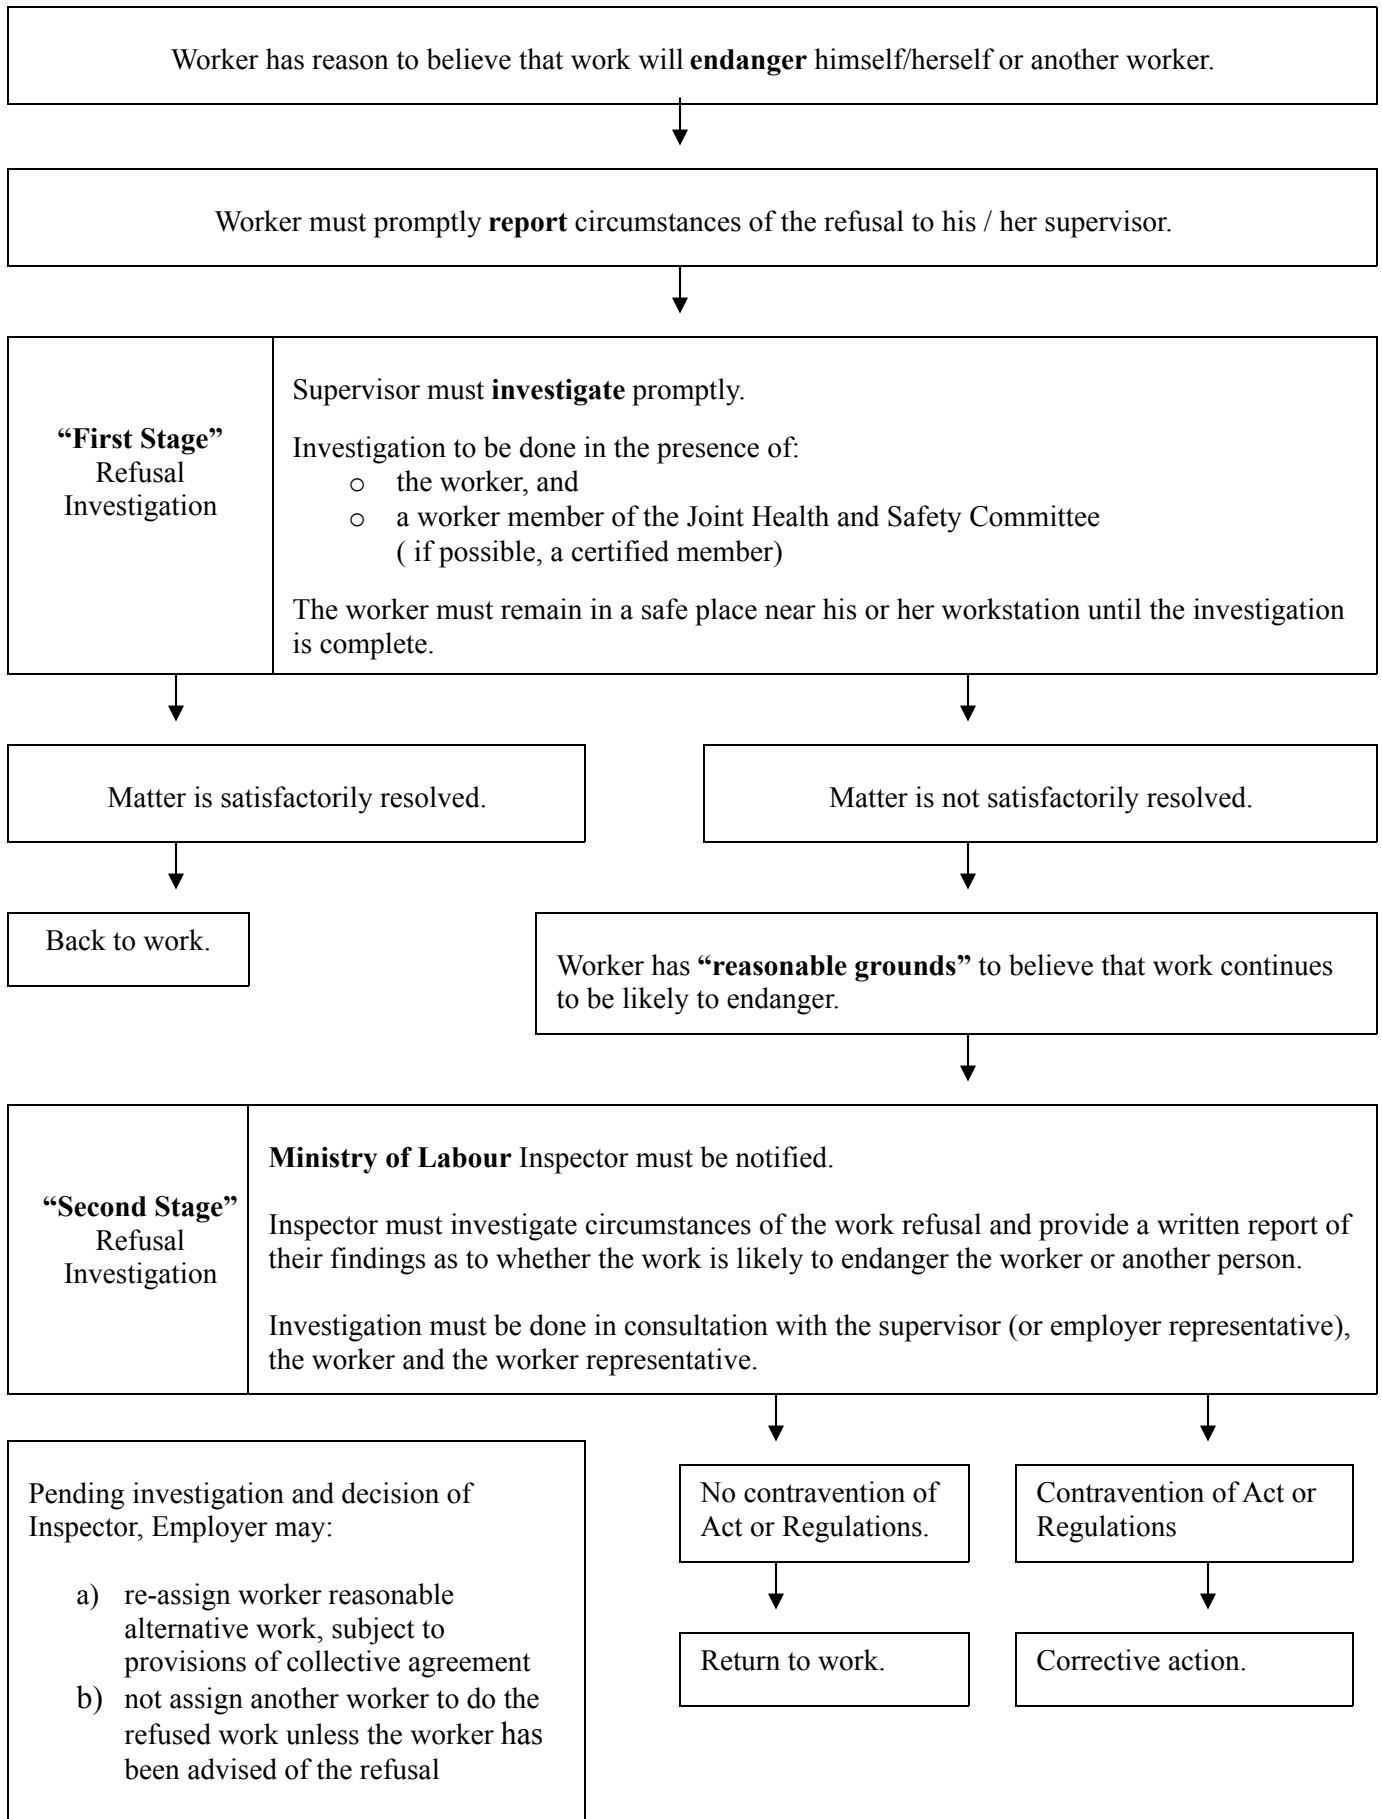 Worker has reason to believe that work will endanger himself/herself or another worker.
Worker must promptly report circumstances of the refusal to his / her supervisor.
“First Stage”
Refusal
Investigation
Supervisor must investigate promptly.
Investigation to be done in the presence of:
o the worker, and
o a worker member of the Joint Health and Safety Committee
( if possible, a certified member)
The worker must remain in a safe place near his or her workstation until the investigation
is complete.
Matter is satisfactorily resolved.
Matter is not satisfactorily resolved.
Back to work.
Worker has “reasonable grounds” to believe that work continues
to be likely to endanger.
“Second Stage”
Refusal
Investigation
Ministry of Labour Inspector must be notified.
Inspector must investigate circumstances of the work refusal and provide a written report of
their findings as to whether the work is likely to endanger the worker or another person.
Investigation must be done in consultation with the supervisor (or employer representative),
the worker and the worker representative.
Pending investigation and decision of
Inspector, Employer may:
a) re-assign worker reasonable
alternative work, subject to
provisions of collective agreement
b) not assign another worker to do the
refused work unless the worker has
been advised of the refusal
No contravention of
Act or Regulations.
Contravention of Act or
Regulations
Return to work.
Corrective action.